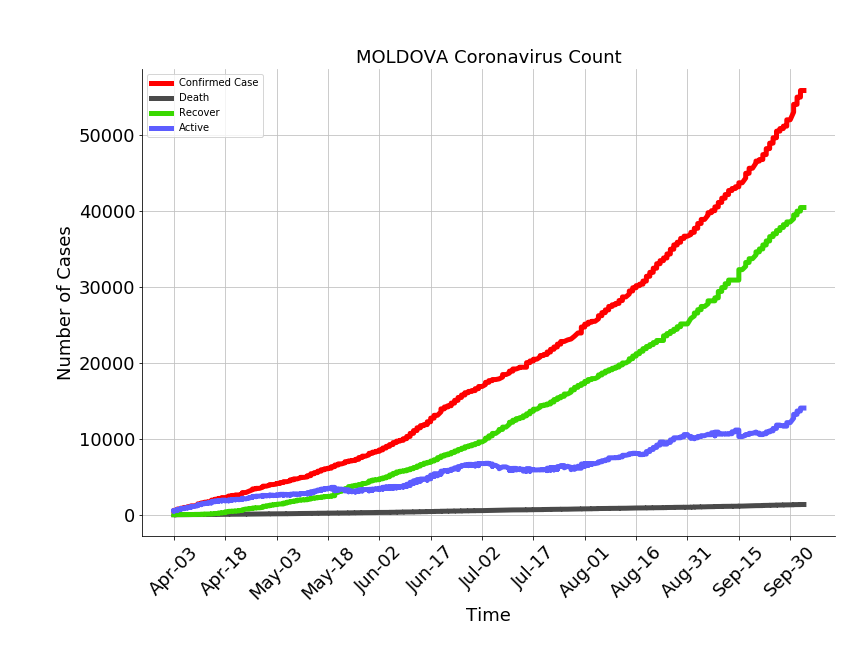 MOLDOVA Coronavirus Count
Confirmed Case
Death
Recover
Active
Number of Cases
50000
40000
30000
20000
10000
0
Apr-03
Apr-18
May-03
May-18
Jun-02
Jun-17
Jul-02
Jul-17
Aug-01
Aug-16
Aug-31
Sep-15
Sep-30
Time